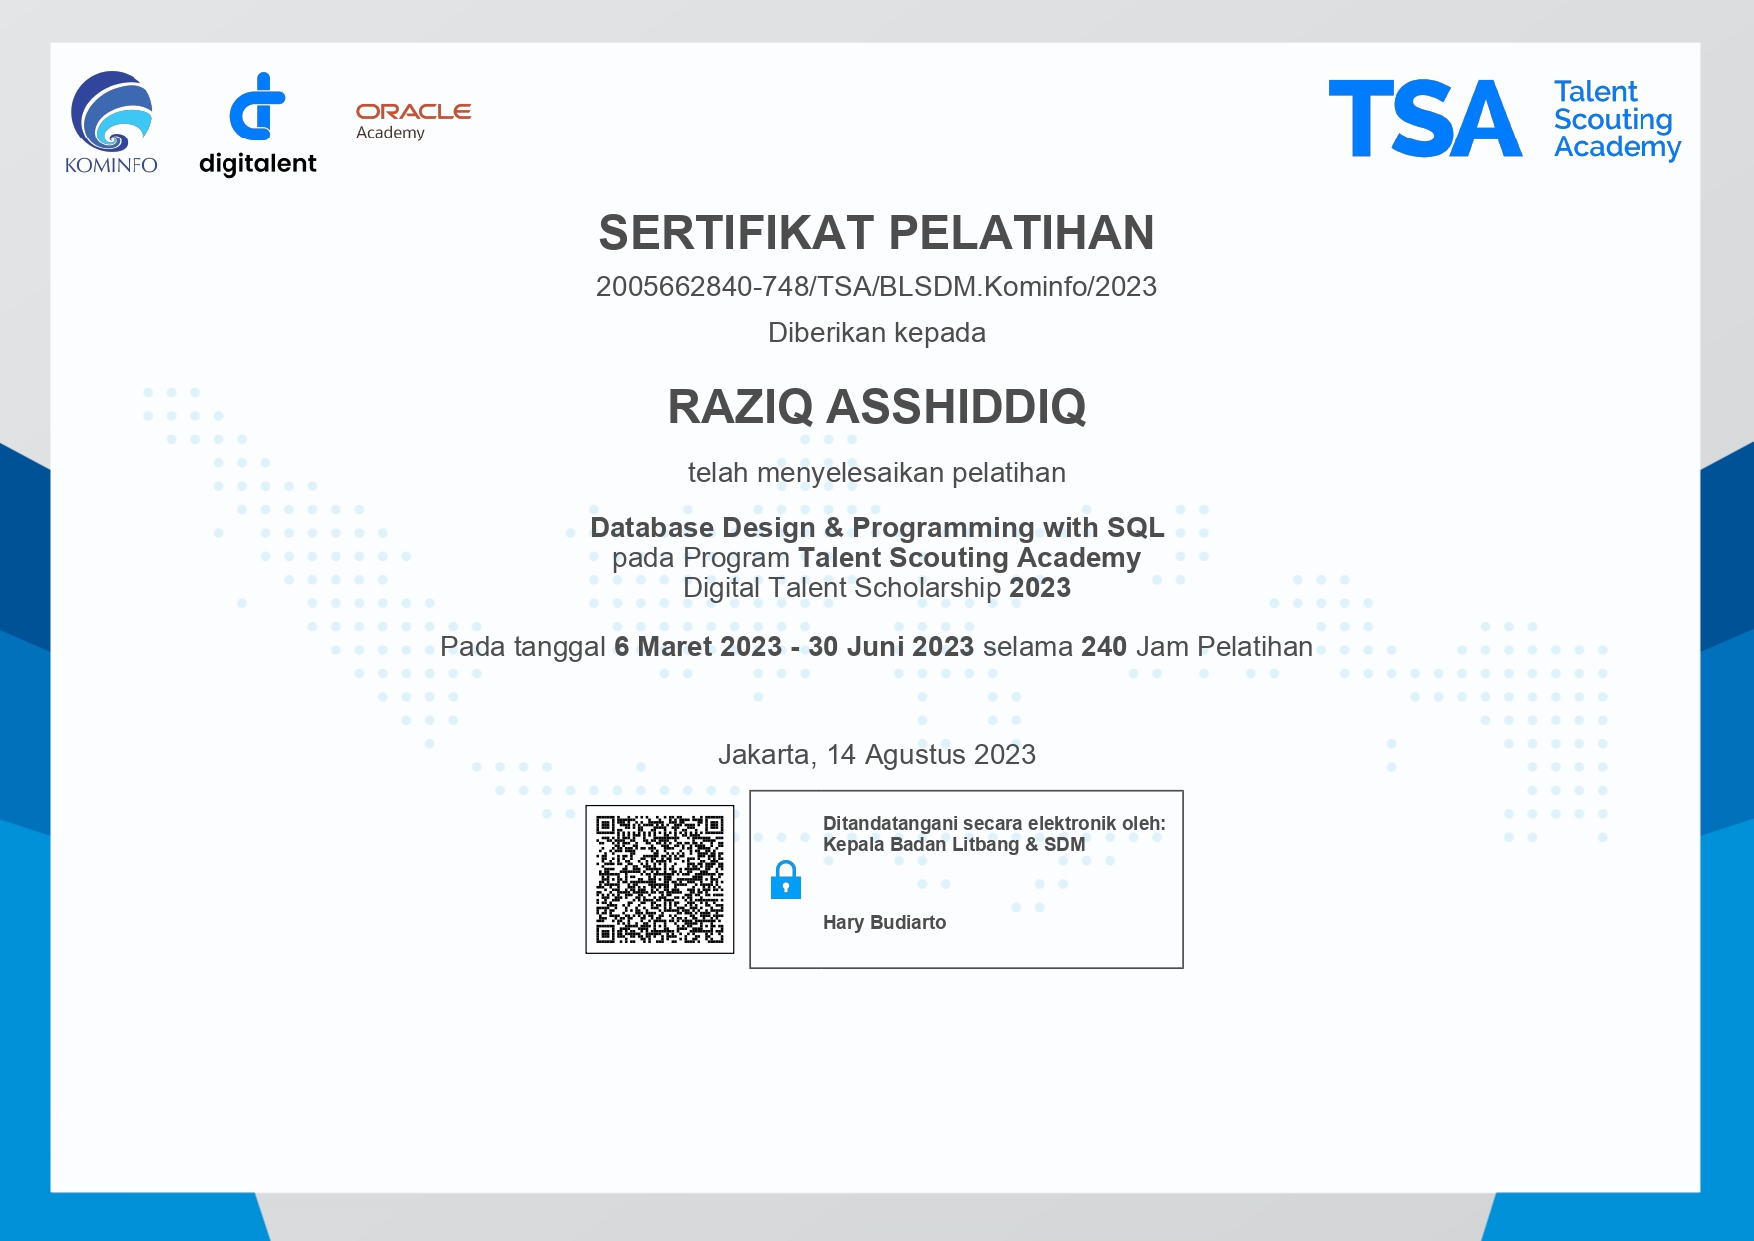 KOMINFO
digitalent
ORACLE
Academy
TSA
Talent
Scouting
Academy
SERTIFIKAT PELATIHAN
2005662840-748/TSA/BLSDM.Kominfo/2023
Diberikan kepada
RAZIQ ASSHIDDIQ
telah menyelesaikan pelatihan
Database Design & Programming with SQL
pada Program Talent Scouting Academy
Digital Talent Scholarship 2023
Pada tanggal 6 Maret 2023 - 30 Juni 2023 selama 240 Jam Pelatihan
Jakarta, 14 Agustus 2023
Ditandatangani secara elektronik oleh:
Kepala Badan Litbang & SDM
Hary Budiarto